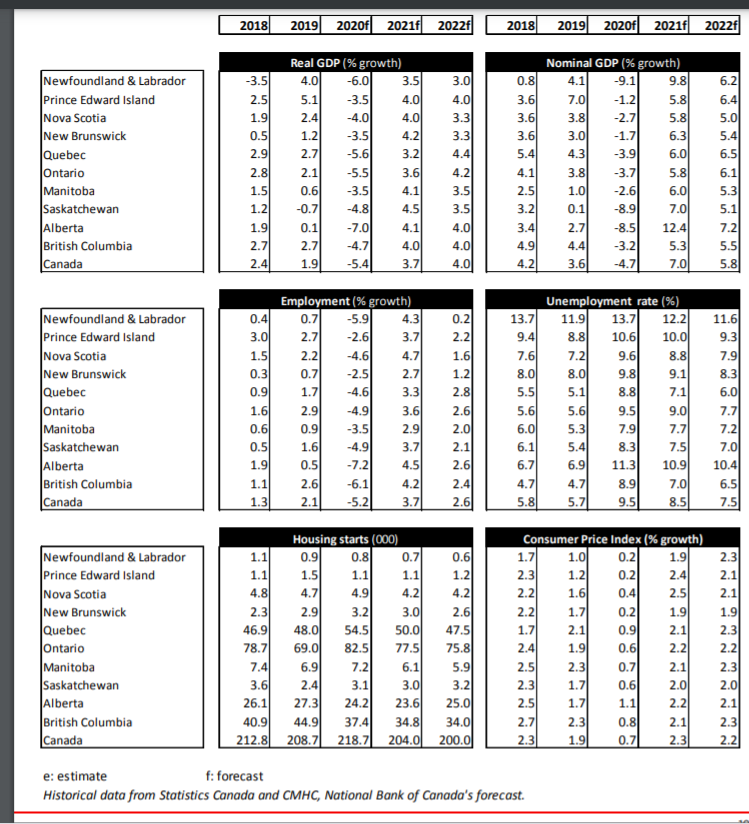 2018 2019 2020f 2021f 2022f 2018 2019 2020f 2021f 2022f
Real GDP (% growth) Nominal GDP (% growth)
Newfoundland & Labrador -3.5 4.0 -6.0 3.5 3.0 0.8 4.1 -9.1 9.8 6.2
Prince Edward Island 2.5 5.1 -3.5 4.0 4.0 3.6 7.0 -1.2 5.8 6.4
Nova Scotia 1.9 2.4 -4.0 4.0 3.3 3.6 3.8 -2.7 5.8 5.0
New Brunswick 0.5 1.2 -3.5 4.2 3.3 3.6 3.0 -1.7 6.3 5.4
Quebec 2.9 2.7 -5.6 3.2 4.4 5.4 4.3 -3.9 6.0 6.5
Ontario 2.8 2.1 -5.5 3.6 4.2 4.1 3.8 -3.7 5.8 6.1
Manitoba 1.5 0.6 -3.5 4.1 3.5 2.5 1.0 -2.6 6.0 5.3
Saskatchewan 1.2 -0.7 -4.8 4.5 3.5 3.2 0.1 -8.9 7.0 5.1
Alberta 1.9 0.1 -7.0 4.1 4.0 3.4 2.7 -8.5 12.4 7.2
British Columbia 2.7 2.7 -4.7 4.0 4.0 4.9 4.4 -3.2 5.3 5.5
Canada 2.4 1.9 -5.4 3.7 4.0 4.2 3.6 -4.7 7.0 5.8
Employment (% growth) Unemployment rate (%)
Newfoundland & Labrador 0.4 0.7 -5.9 4.3 0.2 13.7 11.9 13.7 12.2 11.6
Prince Edward Island 3.0 2.7 -2.6 3.7 2.2 9.4 8.8 10.6 10.0 9.3
Nova Scotia 1.5 2.2 -4.6 4.7 1.6 7.6 7.2 9.6 8.8 7.9
New Brunswick 0.3 0.7 -2.5 2.7 1.2 8.0 8.0 9.8 9.1 8.3
Quebec 0.9 1.7 -4.6 3.3 2.8 5.5 5.1 8.8 7.1 6.0
Ontario 1.6 2.9 -4.9 3.6 2.6 5.6 5.6 9.5 9.0 7.7
Manitoba 0.6 0.9 -3.5 2.9 2.0 6.0 5.3 7.9 7.7 7.2
Saskatchewan 0.5 1.6 -4.9 3.7 2.1 6.1 5.4 8.3 7.5 7.0
Alberta 1.9 0.5 -7.2 4.5 2.6 6.7 6.9 11.3 10.9 10.4
British Columbia 1.1 2.6 -6.1 4.2 2.4 4.7 4.7 8.9 7.0 6.5
Canada 1.3 2.1 -5.2 3.7 2.6 5.8 5.7 9.5 8.5 7.5
Housing starts (000) Consumer Price Index (% growth)
Newfoundland & Labrador 1.1 0.9 0.8 0.7 0.6 1.7 1.0 0.2 1.9 2.3
Prince Edward Island 1.1 1.5 1.1 1.1 1.2 2.3 1.2 0.2 2.4 2.1
Nova Scotia 4.8 4.7 4.9 4.2 4.2 2.2 1.6 0.4 2.5 2.1
New Brunswick 2.3 2.9 3.2 3.0 2.6 2.2 1.7 0.2 1.9 1.9
Quebec 46.9 48.0 54.5 50.0 47.5 1.7 2.1 0.9 2.1 2.3
Ontario 78.7 69.0 82.5 77.5 75.8 2.4 1.9 0.6 2.2 2.2
Manitoba 7.4 6.9 7.2 6.1 5.9 2.5 2.3 0.7 2.1 2.3
Saskatchewan 3.6 2.4 3.1 3.0 3.2 2.3 1.7 0.6 2.0 2.0
Alberta 26.1 27.3 24.2 23.6 25.0 2.5 1.7 1.1 2.2 2.1
British Columbia 40.9 44.9 37.4 34.8 34.0 2.7 2.3 0.8 2.1 2.3
Canada 212.8 208.7 218.7 204.0 200.0 2.3 1.9 0.7 2.3 2.2
e: estimate f: forecast
Historical data from Statistics Canada and CMHC, National Bank of Canada's forecast.